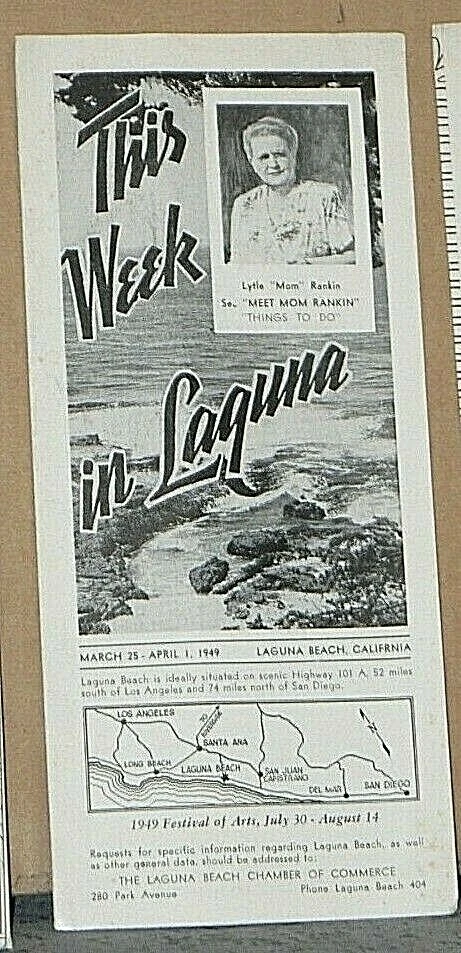 This
Week
in Laguna
Lytle "Mom" Rankin
See "MEET MOM RANKIN"
"THINGS TO DO"
MARCH 25 - APRIL 1, 1949 LAGUNA BEACH, CALIFRNIA
Laguna Beach is ideally situated on scenic Highway 101 A, 52 miles
south of Los Angeles and 74 miles north of San Diego.
LOS ANGELES
TO
RIVERSIDE
SANTA ANA
LONG BEACH
LAGUNA BEACH
SAN JUAN
CAPISTRANO
DEL MAR
SAN DIEGO
N
1949 Festival of Arts, July 30 - August 14
Requests for specific information regarding Laguna Beach, as well
as other general data, should be addressed to:
THE LAGUNA BEACH CHAMBER OF COMMERCE
280 Park Avenue Phone Laguna Beach 404